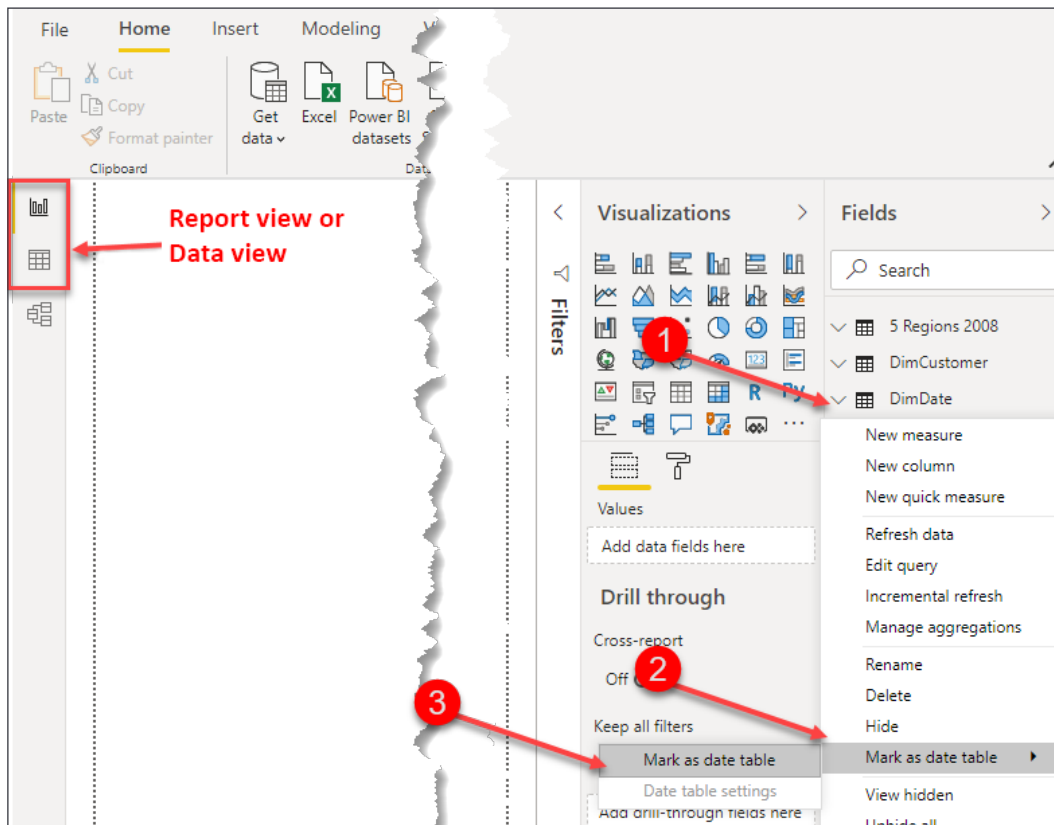 File Home Insert Modeling
Cut
Copy
Paste
Format painter
Clipboard
Get data
Excel
Power BI datasets
Report view or
Data view
Filters
Visualizations
123
R Py
Values
Add data fields here
Drill through
Cross-report
Off
Keep all filters
Add drill-through fields here
Fields
Search
5 Regions 2008
DimCustomer
DimDate
1
New measure
New column
New quick measure
Refresh data
Edit query
Incremental refresh
Manage aggregations
Rename
Delete
Hide
2
Mark as date table
View hidden
Unhide all
3
Mark as date table
Date table settings